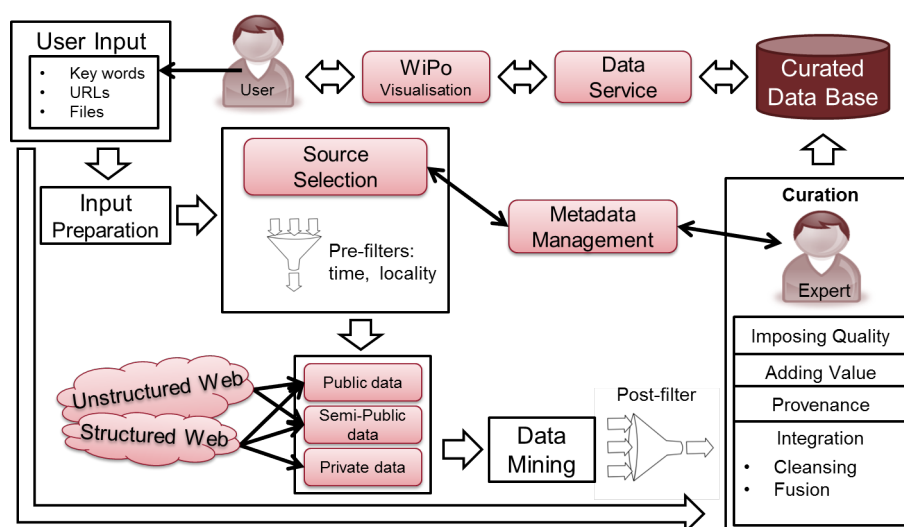 User Input
• Key words
• URLs
• Files
User
WiPo
Visualisation
Data
Service
Curated
Data Base
Input
Preparation
Source
Selection
Pre-filters:
time, locality
Metadata
Management
Curation
Expert
Imposing Quality
Adding Value
Provenance
Integration
• Cleansing
• Fusion
Unstructured Web
Structured Web
Public data
Semi-Public
data
Private data
Data
Mining
Post-filter